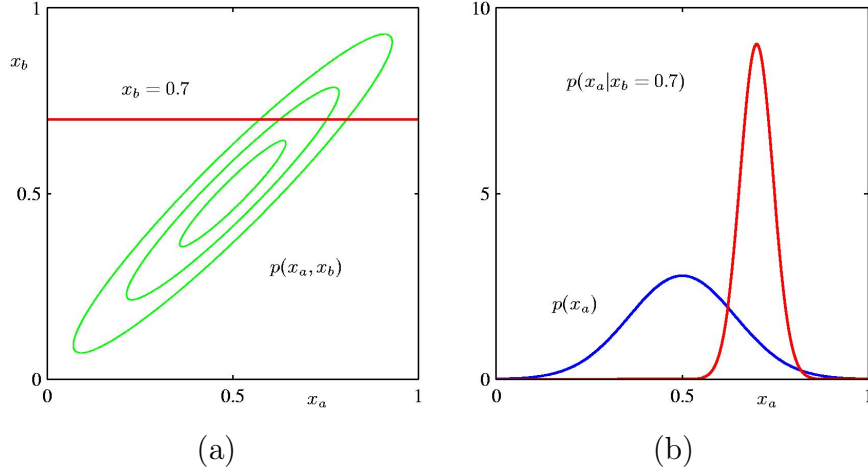 1
x_b
x_b = 0.7
0.5
p(x_a, x_b)
0
0
0.5
x_a
1
(a)
10
p(x_a|x_b = 0.7)
5
p(x_a)
0
0
0.5
x_a
1
(b)